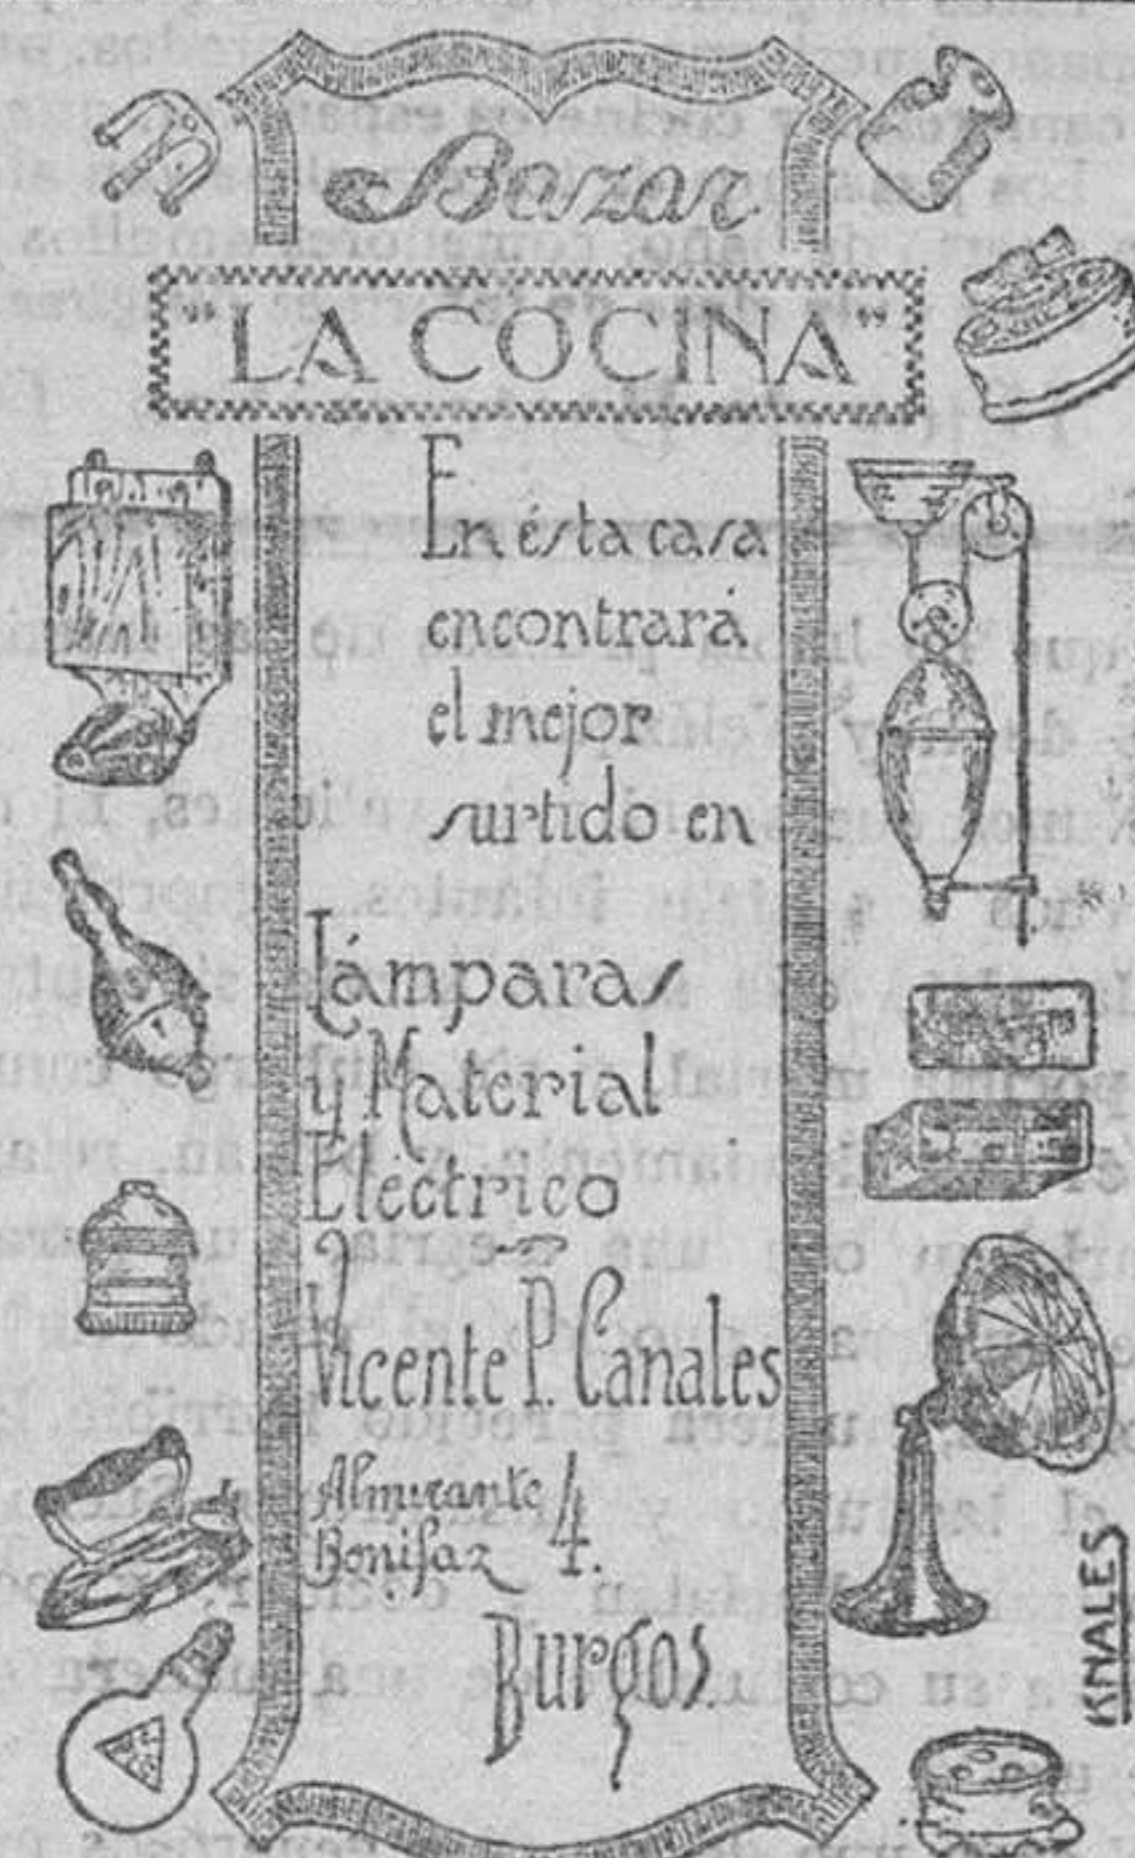 Bazar
"LA COCINA"
En ésta casa
encontrará
el mejor
surtido en
Lámparas
y Material
Eléctrico
Vicente P. Canales
Almirante
Bonifaz 4.
Burgos.
KNALES